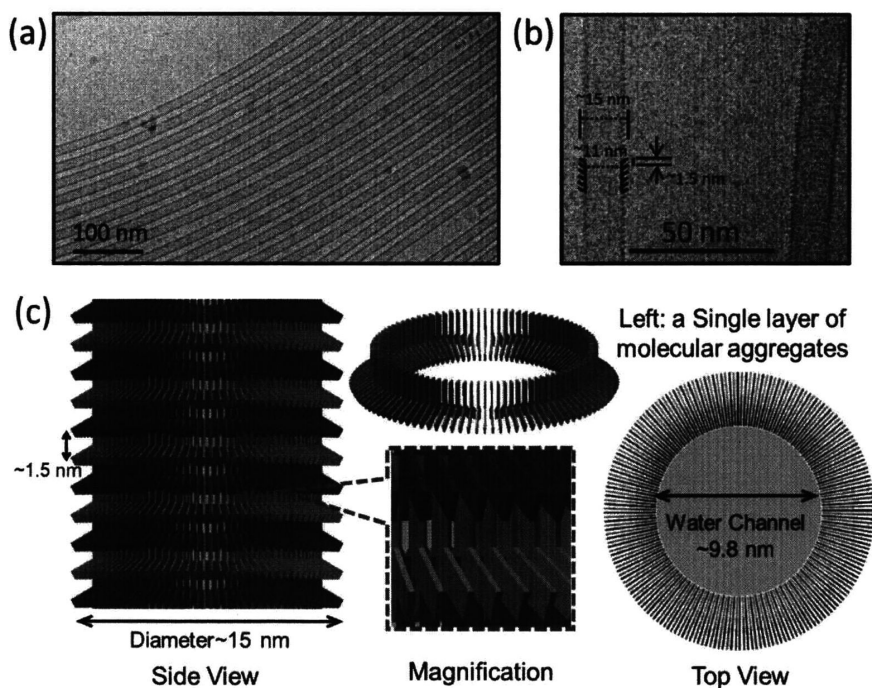 (a)
100 nm
(b)
~15 nm
~11 nm
~1.5 nm
50 nm
(c)
~1.5 nm
Diameter~15 nm
Side View
Magnification
Left: a Single layer of
molecular aggregates
Water Channel
~9.8 nm
Top View